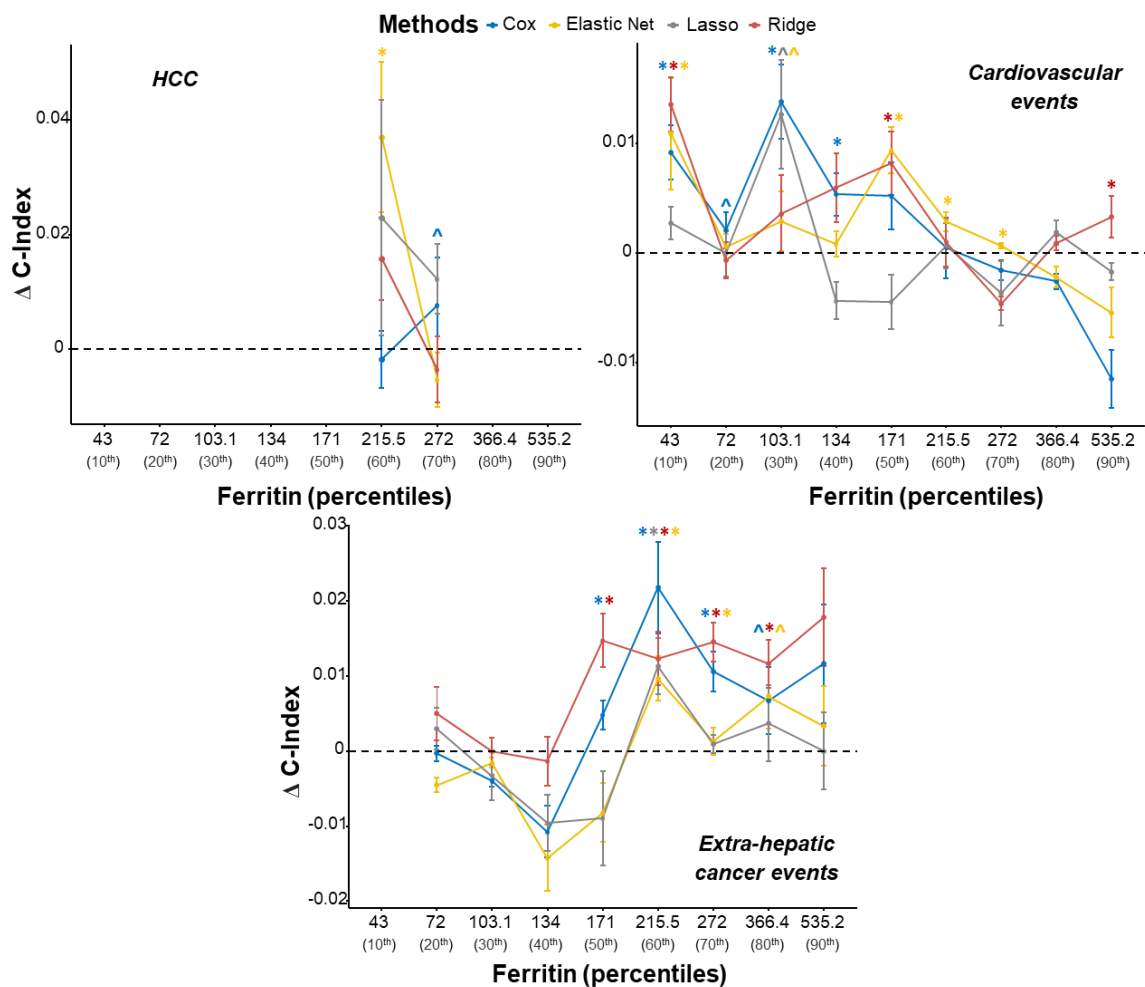 Methods Cox Elastic Net Lasso Ridge
HCC
* 
^
0.04
0.02
0
Δ C-Index
43 72 103.1 134 171 215.5 272 366.4 535.2
(10th) (20th) (30th) (40th) (50th) (60th) (70th) (80th) (90th)
Ferritin (percentiles)
Cardiovascular
events
*** ^ *^^ * ** * * *
0.01
0
-0.01
43 72 103.1 134 171 215.5 272 366.4 535.2
(10th) (20th) (30th) (40th) (50th) (60th) (70th) (80th) (90th)
Ferritin (percentiles)
0.03
0.02
0.01
0
-0.01
-0.02
Δ C-Index
** **** *** ^*^
Extra-hepatic
cancer events
43 72 103.1 134 171 215.5 272 366.4 535.2
(10th) (20th) (30th) (40th) (50th) (60th) (70th) (80th) (90th)
Ferritin (percentiles)